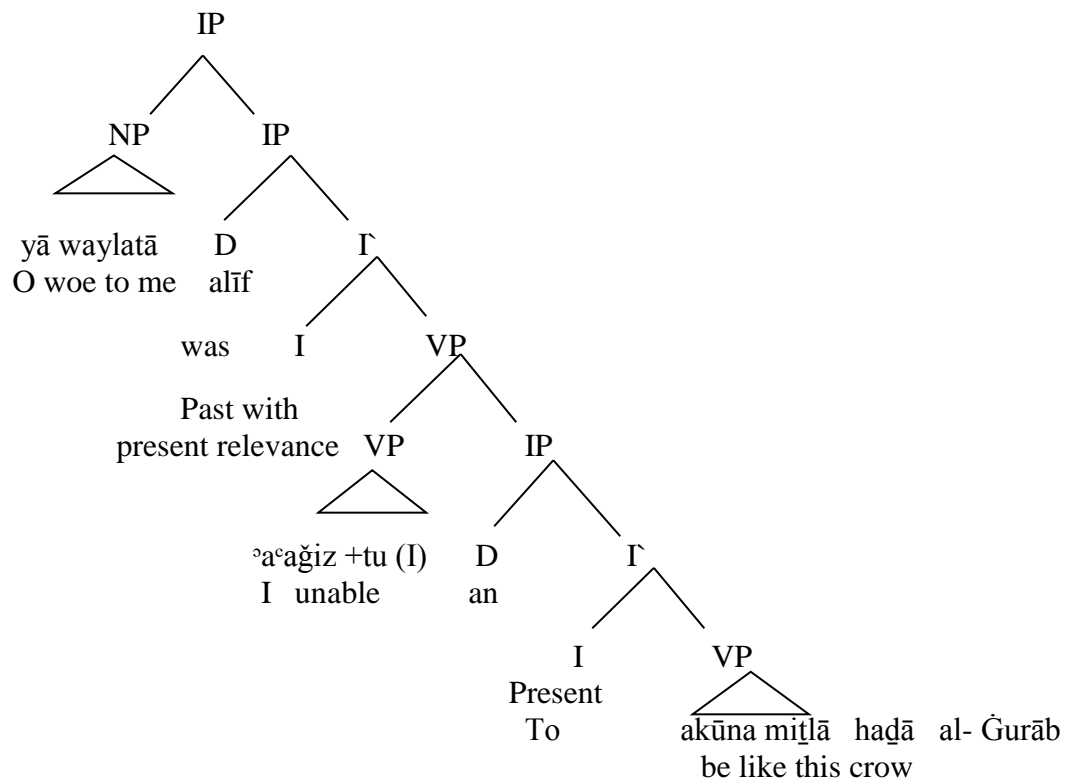 IP
NP IP
yā waylatā D I`
O woe to me alīf
was I VP
Past with
present relevance VP IP
ᵓaᶜağiz +tu (I) D I`
I unable an
I VP
Present
To akūna miṯlā haḏā al- Ġurāb
be like this crow